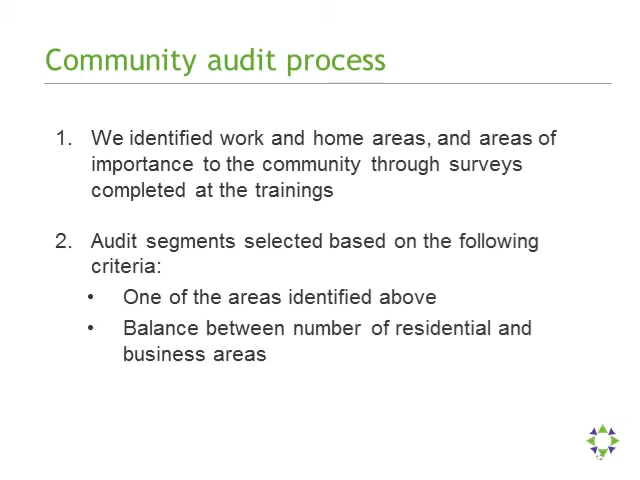 Community audit process
1. We identified work and home areas, and areas of
importance to the community through surveys
completed at the trainings
2. Audit segments selected based on the following
criteria:
• One of the areas identified above
• Balance between number of residential and
business areas
12